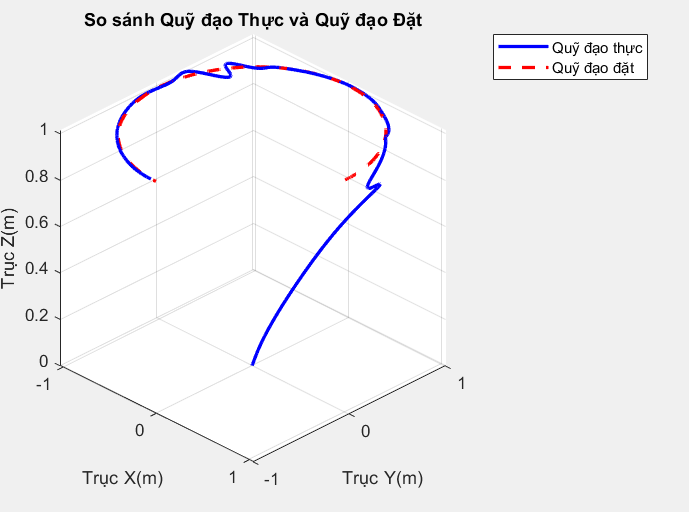 So sánh Quỹ đạo Thực và Quỹ đạo Đặt
Quỹ đạo thực
Quỹ đạo đặt
1
0.8
0.6
0.4
0.2
0
Trục Z(m)
-1
0
1
Trục X(m)
-1
0
1
Trục Y(m)